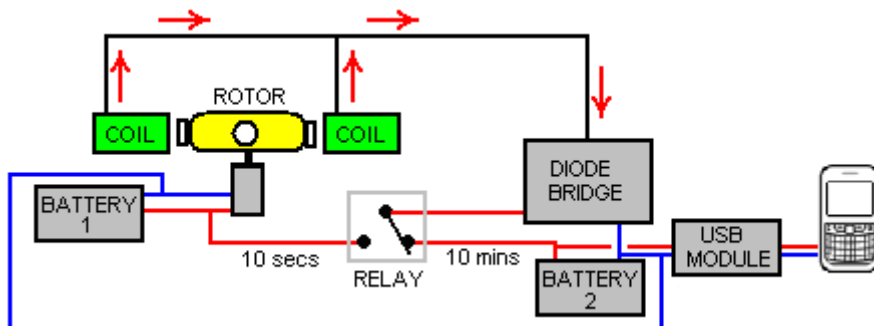 ROTOR
COIL
COIL
DIODE
BRIDGE
BATTERY
1
USB
MODULE
10 secs
10 mins
RELAY
BATTERY
2